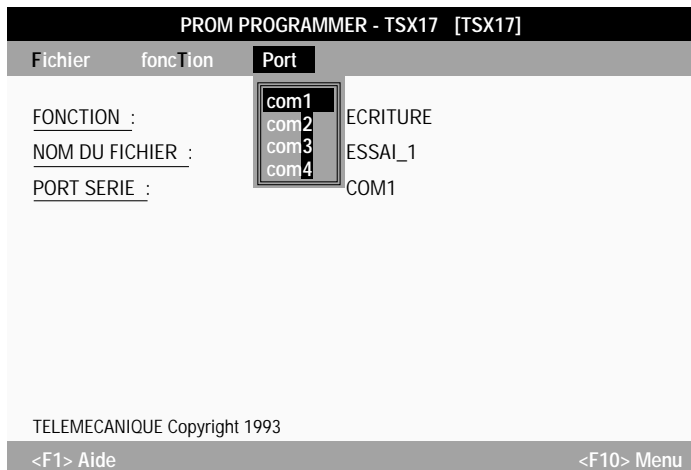 PROM PROGRAMMER - TSX17 [TSX17]
Fichier foncTion Port
com1
com2
com3
com4
FONCTION : ECRITURE
NOM DU FICHIER : ESSAI_1
PORT SERIE : COM1
TELEMECANIQUE Copyright 1993
<F1> Aide <F10> Menu